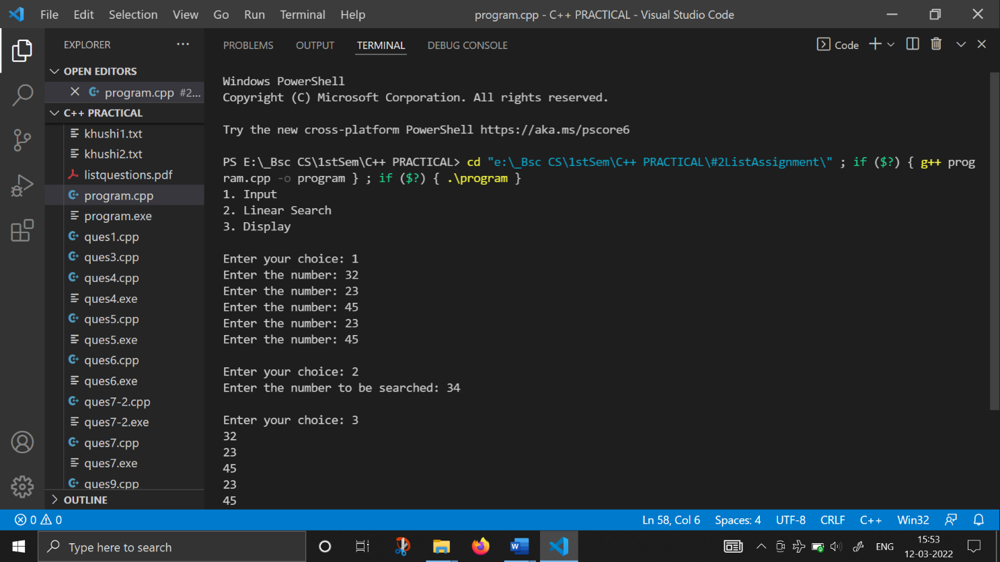 File Edit Selection View Go Run Terminal Help program.cpp - C++ PRACTICAL - Visual Studio Code
EXPLORER
OPEN EDITORS
program.cpp #2...
C++ PRACTICAL
khushi1.txt
khushi2.txt
listquestions.pdf
program.cpp
program.exe
ques1.cpp
ques3.cpp
ques4.cpp
ques4.exe
ques5.cpp
ques5.exe
ques6.cpp
ques6.exe
ques7-2.cpp
ques7-2.exe
ques7.cpp
ques7.exe
ques9.cpp
OUTLINE
PROBLEMS OUTPUT TERMINAL DEBUG CONSOLE Code
Windows PowerShell
Copyright (C) Microsoft Corporation. All rights reserved.
Try the new cross-platform PowerShell https://aka.ms/pscore6
PS E:\_Bsc CS\1stSem\C++ PRACTICAL> cd "e:\_Bsc CS\1stSem\C++ PRACTICAL\#2ListAssignment\" ; if ($?) { g++ prog
ram.cpp -o program } ; if ($?) { .\program }
1. Input
2. Linear Search
3. Display
Enter your choice: 1
Enter the number: 32
Enter the number: 23
Enter the number: 45
Enter the number: 23
Enter the number: 45
Enter your choice: 2
Enter the number to be searched: 34
Enter your choice: 3
32
23
45
23
45
0 0 Ln 58, Col 6 Spaces: 4 UTF-8 CRLF C++ Win32
Type here to search ENG 15:53
12-03-2022